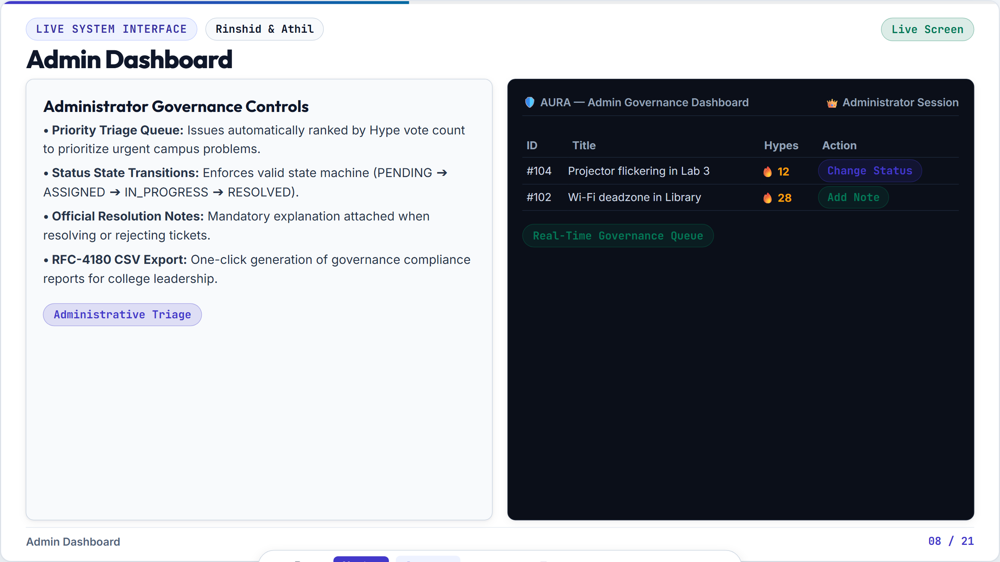 LIVE SYSTEM INTERFACE
Rinshid & Athil
Live Screen
Admin Dashboard
Administrator Governance Controls
• Priority Triage Queue: Issues automatically ranked by Hype vote count
to prioritize urgent campus problems.
• Status State Transitions: Enforces valid state machine (PENDING ➔
ASSIGNED ➔ IN_PROGRESS ➔ RESOLVED).
• Official Resolution Notes: Mandatory explanation attached when
resolving or rejecting tickets.
• RFC-4180 CSV Export: One-click generation of governance compliance
reports for college leadership.
Administrative Triage
AURA — Admin Governance Dashboard
Administrator Session
ID Title Hypes Action
#104 Projector flickering in Lab 3 🔥 12 Change Status
#102 Wi-Fi deadzone in Library 🔥 28 Add Note
Real-Time Governance Queue
Admin Dashboard
08 / 21